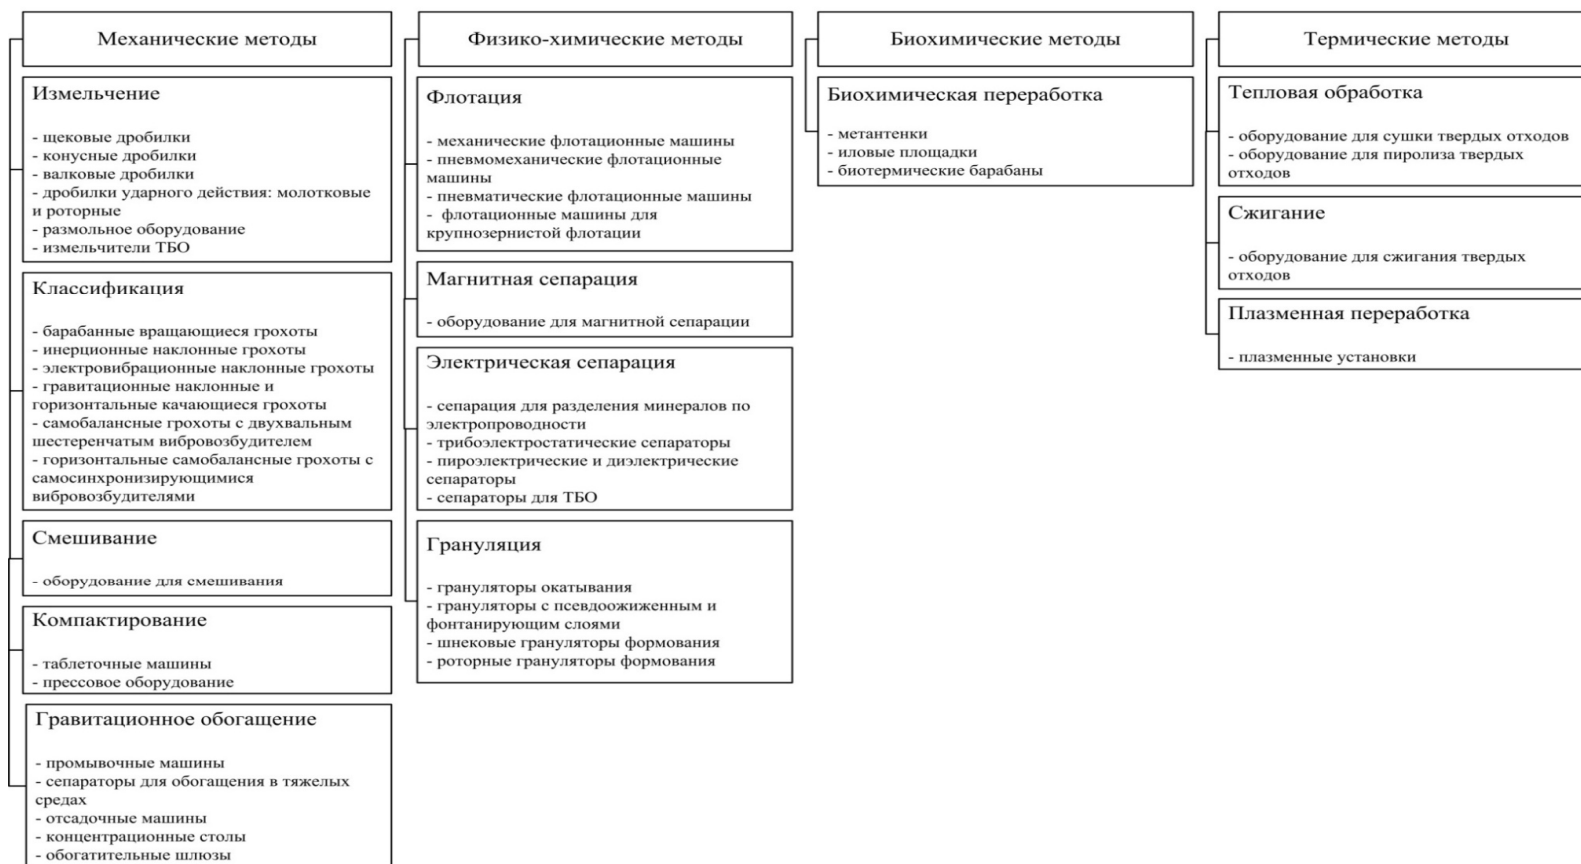 Механические методы
Измельчение
- щековые дробилки
- конусные дробилки
- валковые дробилки
- дробилки ударного действия: молотковые
и роторные
- размольное оборудование
- измельчители ТБО
Классификация
- барабанные вращающиеся грохоты
- инерционные наклонные грохоты
- электровибрационные наклонные грохоты
- гравитационные наклонные и
горизонтальные качающиеся грохоты
- самобалансные грохоты с двухвальным
шестеренчатым вибровозбудителем
- горизонтальные самобалансные грохоты с
самосинхронизирующимися
вибровозбудителями
Смешивание
- оборудование для смешивания
Компактирование
- таблеточные машины
- прессовое оборудование
Гравитационное обогащение
- промывочные машины
- сепараторы для обогащения в тяжелых
средах
- отсадочные машины
- концентрационные столы
- обогатительные шлюзы
Физико-химические методы
Флотация
- механические флотационные машины
- пневмомеханические флотационные
машины
- пневматические флотационные машины
- флотационные машины для
крупнозернистой флотации
Магнитная сепарация
- оборудование для магнитной сепарации
Электрическая сепарация
- сепарация для разделения минералов по
электропроводности
- трибоэлектростатические сепараторы
- пироэлектрические и диэлектрические
сепараторы
- сепараторы для ТБО
Грануляция
- грануляторы окатывания
- грануляторы с псевдоожиженным и
фонтанирующим слоями
- шнековые грануляторы формования
- роторные грануляторы формования
Биохимические методы
Биохимическая переработка
- метантенки
- иловые площадки
- биотермические барабаны
Термические методы
Тепловая обработка
- оборудование для сушки твердых отходов
- оборудование для пиролиза твердых
отходов
Сжигание
- оборудование для сжигания твердых
отходов
Плазменная переработка
- плазменные установки